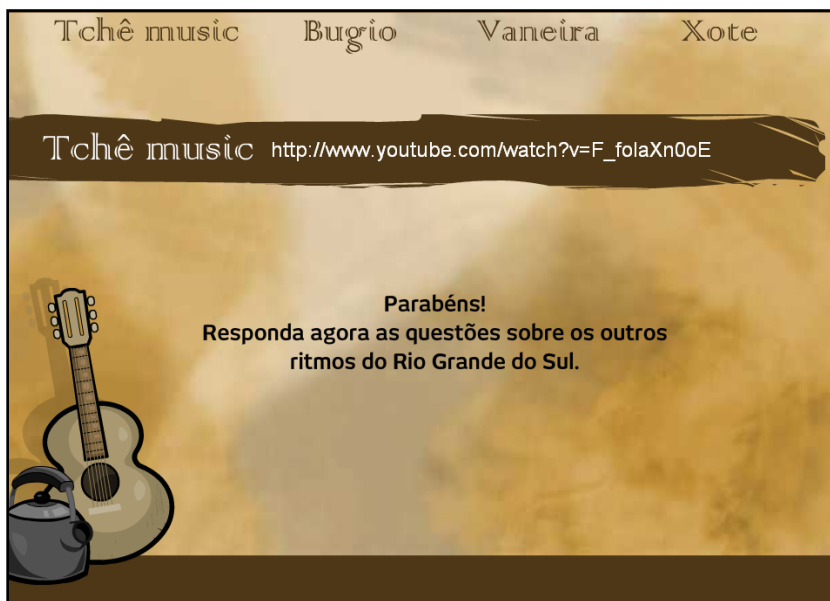 Tchê music Bugio Vaneira Xote
Tchê music http://www.youtube.com/watch?v=F_folaXn0oE
Parabéns!
Responda agora as questões sobre os outros
ritmos do Rio Grande do Sul.